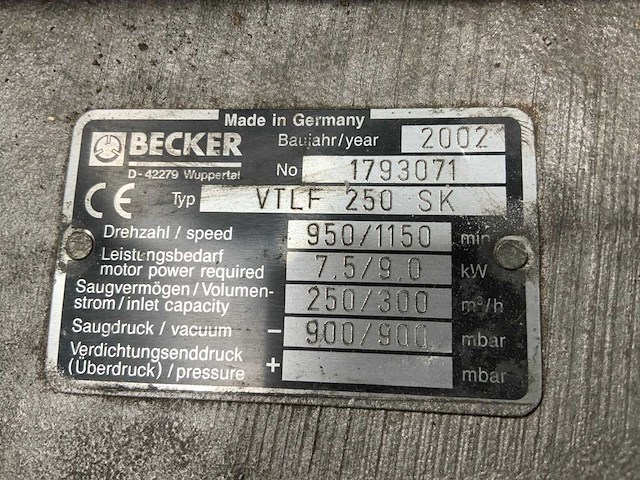 Made in Germany
BECKER Baujahr/year 2002
D-42279 Wuppertal No 1793071
CE Typ VTLF 250 SK
Drehzahl / speed 950/1150 min
Leistungsbedarf
motor power required 7.5/9.0 kW
Saugvermögen / Volumen-
strom / inlet capacity 250/300 m³/h
Saugdruck / vacuum – 900/900 mbar
Verdichtungsenddruck
(Überdruck) / pressure + mbar